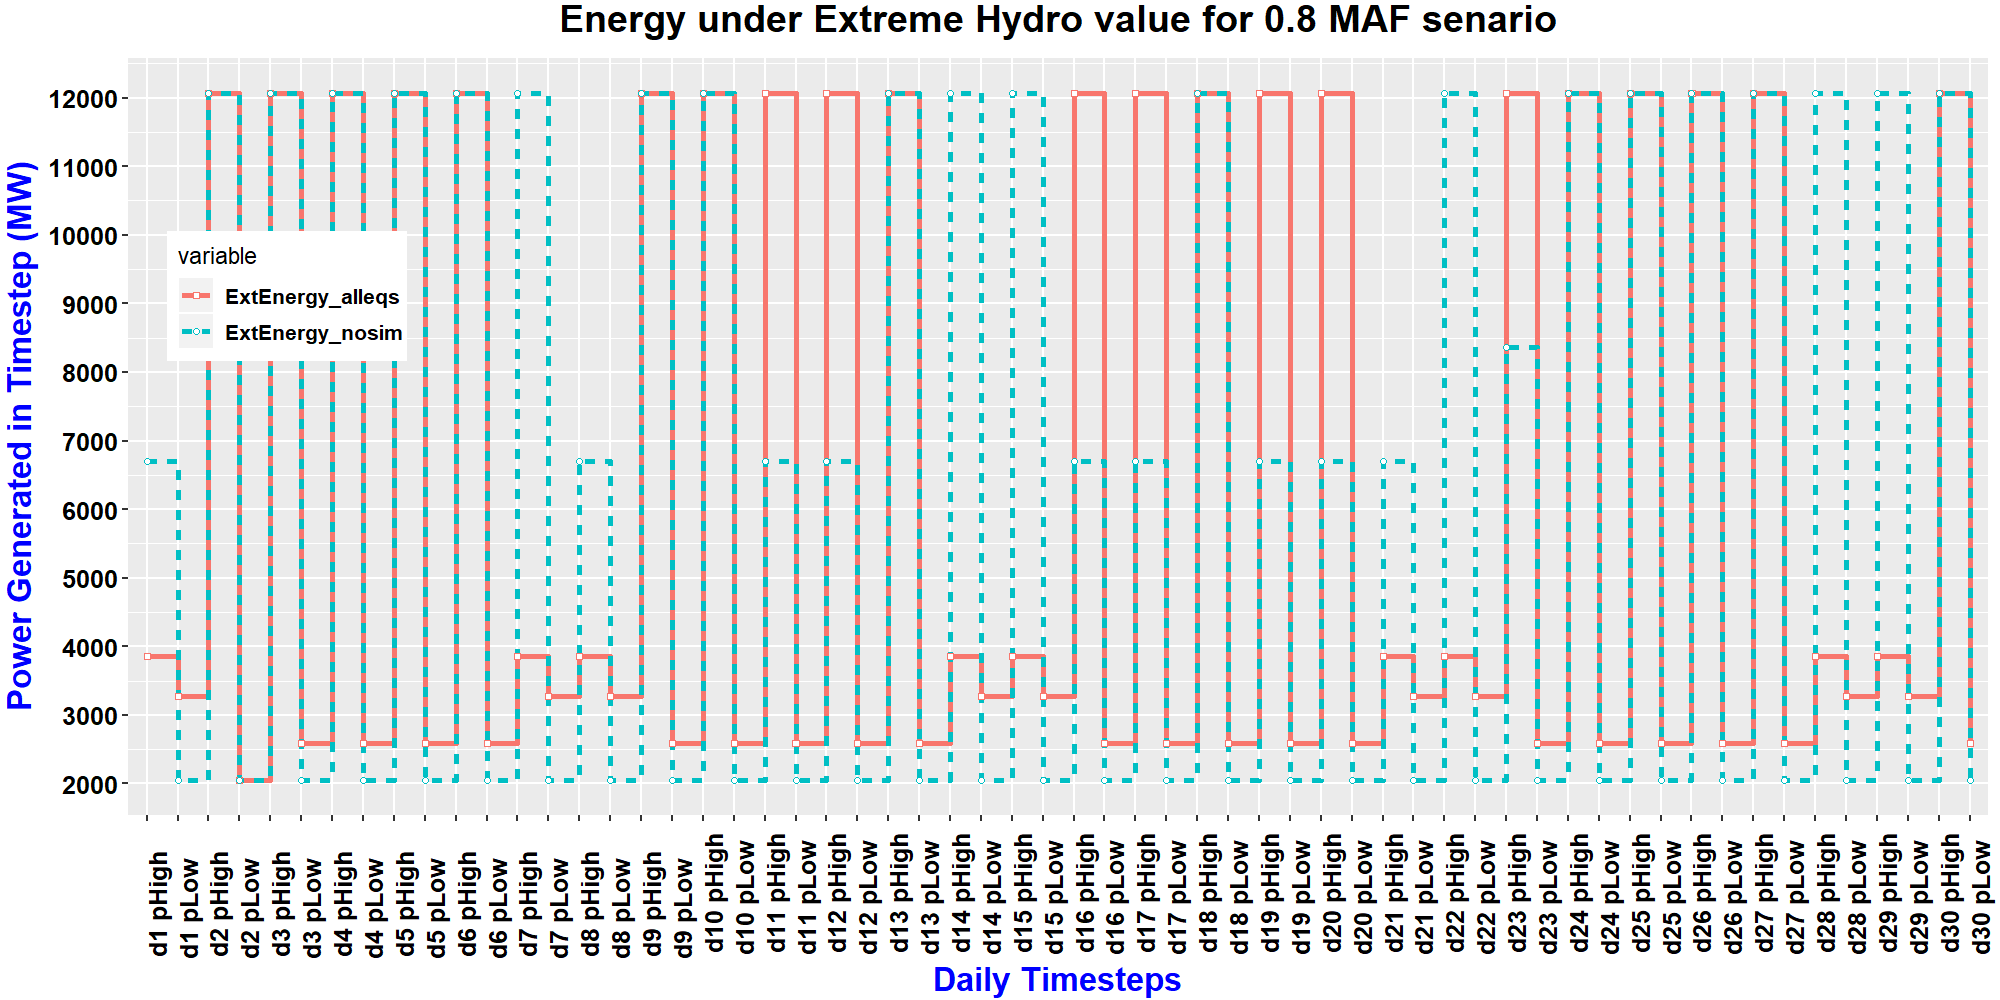 Energy under Extreme Hydro value for 0.8 MAF senario
Power Generated in Timestep (MW)
12000
11000
10000
9000
8000
7000
6000
5000
4000
3000
2000
variable
ExtEnergy_alleqs
ExtEnergy_nosim
d1 pHigh
d1 pLow
d2 pHigh
d2 pLow
d3 pHigh
d3 pLow
d4 pHigh
d4 pLow
d5 pHigh
d5 pLow
d6 pHigh
d6 pLow
d7 pHigh
d7 pLow
d8 pHigh
d8 pLow
d9 pHigh
d9 pLow
d10 pHigh
d10 pLow
d11 pHigh
d11 pLow
d12 pHigh
d12 pLow
d13 pHigh
d13 pLow
d14 pHigh
d14 pLow
d15 pHigh
d15 pLow
d16 pHigh
d16 pLow
d17 pHigh
d17 pLow
d18 pHigh
d18 pLow
d19 pHigh
d19 pLow
d20 pHigh
d20 pLow
d21 pHigh
d21 pLow
d22 pHigh
d22 pLow
d23 pHigh
d23 pLow
d24 pHigh
d24 pLow
d25 pHigh
d25 pLow
d26 pHigh
d26 pLow
d27 pHigh
d27 pLow
d28 pHigh
d28 pLow
d29 pHigh
d29 pLow
d30 pHigh
d30 pLow
Daily Timesteps